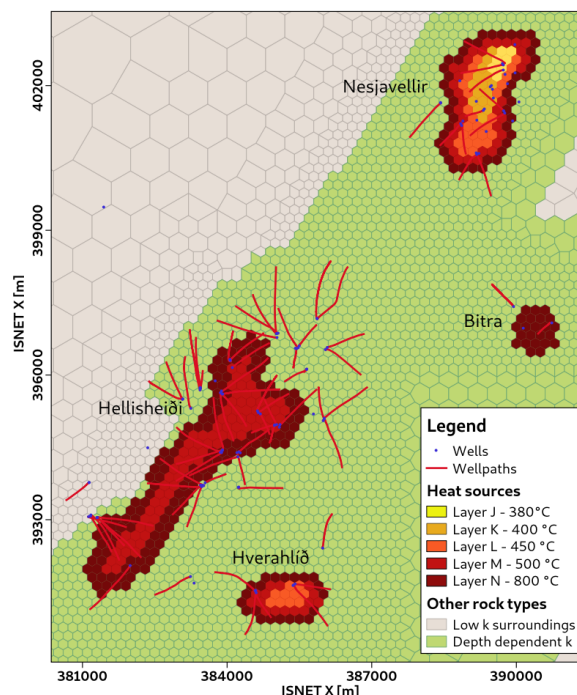 Nesjavellir
Bitra
Hellisheiði
Hverahlíð
ISNET X [m]
402000
399000
396000
393000
381000
384000
387000
390000
ISNET X [m]
Legend
Wells
Wellpaths
Heat sources
Layer J - 380°C
Layer K - 400 °C
Layer L - 450 °C
Layer M - 500 °C
Layer N - 800 °C
Other rock types
Low k surroundings
Depth dependent k